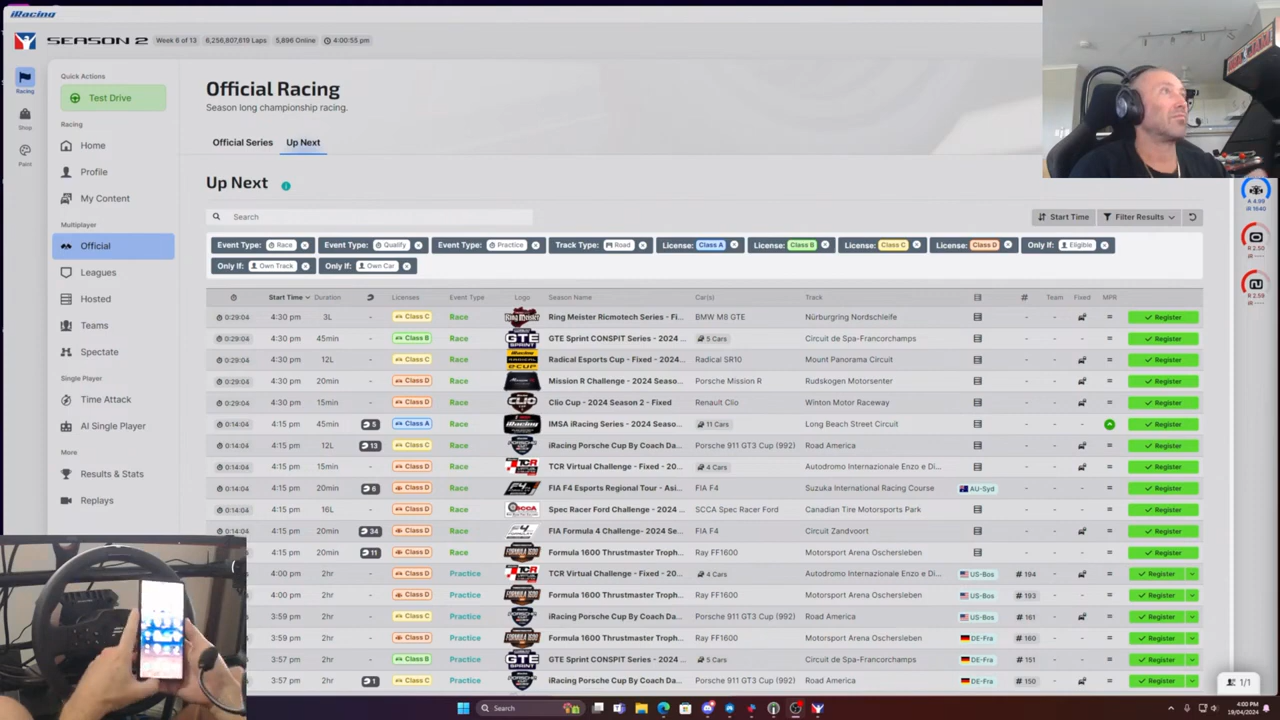 iRacing
SEASON 2 Week 6 of 13 6,256,807,619 Laps 5,896 Online 4:00:55 pm
Racing
Shop
Paint
Quick Actions
Test Drive
Racing
Home
Profile
My Content
Multiplayer
Official
Leagues
Hosted
Teams
Spectate
Single Player
Time Attack
AI Single Player
More
Results & Stats
Replays
Official Racing
Season long championship racing.
Official Series Up Next
Up Next
Search Start Time Filter Results
Event Type: Race Event Type: Qualify Event Type: Practice Track Type: Road License: Class A License: Class B License: Class C License: Class D Only If: Eligible
Only If: Own Track Only If: Own Car
Start Time Duration Licenses Event Type Logo Season Name Car(s) Track # Team Fixed MPR
0:29:04 4:30 pm 3L - Class C Race Ring Meister Ricmotech Series - Fi... BMW M8 GTE Nürburgring Nordschleife - - = Register
0:29:04 4:30 pm 45min - Class B Race GTE Sprint CONSPIT Series - 2024 ... 5 Cars Circuit de Spa-Francorchamps - - - = Register
0:29:04 4:30 pm 12L - Class C Race Radical Esports Cup - Fixed - 2024 ... Radical SR10 Mount Panorama Circuit - - = Register
0:29:04 4:30 pm 20min - Class D Race Mission R Challenge - 2024 Seaso... Porsche Mission R Rudskogen Motorsenter - - = Register
0:29:04 4:30 pm 15min - Class D Race Clio Cup - 2024 Season 2 - Fixed Renault Clio Winton Motor Raceway - - = Register
0:14:04 4:15 pm 45min 5 Class A Race IMSA iRacing Series - 2024 Seaso... 11 Cars Long Beach Street Circuit - - - Register
0:14:04 4:15 pm 12L 13 Class C Race iRacing Porsche Cup By Coach Da... Porsche 911 GT3 Cup (992) Road America - - = Register
0:14:04 4:15 pm 15min - Class D Race TCR Virtual Challenge - Fixed - 20... 4 Cars Autodromo Internazionale Enzo e Di... - - = Register
0:14:04 4:15 pm 20min 6 Class D Race FIA F4 Esports Regional Tour - Asi... FIA F4 Suzuka International Racing Course AU-Syd - - = Register
0:14:04 4:15 pm 16L - Class D Race Spec Racer Ford Challenge - 2024... SCCA Spec Racer Ford Canadian Tire Motorsports Park - - = Register
0:14:04 4:15 pm 20min 34 Class D Race FIA Formula 4 Challenge- 2024 Se... FIA F4 Circuit Zandvoort - - = Register
0:14:04 4:15 pm 20min 11 Class D Race Formula 1600 Thrustmaster Troph... Ray FF1600 Motorsport Arena Oschersleben - - = Register
4:00 pm 2hr - Class D Practice TCR Virtual Challenge - Fixed - 20... 4 Cars Autodromo Internazionale Enzo e Di... US-Bos # 194 - = Register
4:00 pm 2hr - Class D Practice Formula 1600 Thrustmaster Troph... Ray FF1600 Motorsport Arena Oschersleben US-Bos # 193 - = Register
3:59 pm 2hr - Class C Practice iRacing Porsche Cup By Coach Da... Porsche 911 GT3 Cup (992) Road America US-Bos # 161 - = Register
3:59 pm 2hr - Class D Practice Formula 1600 Thrustmaster Troph... Ray FF1600 Motorsport Arena Oschersleben DE-Fra # 160 - = Register
3:57 pm 2hr - Class B Practice GTE Sprint CONSPIT Series - 2024 ... 5 Cars Circuit de Spa-Francorchamps DE-Fra # 151 - - = Register
3:57 pm 2hr 1 Class C Practice iRacing Porsche Cup By Coach Da... Porsche 911 GT3 Cup (992) Road America DE-Fra # 150 - = Register
A 4.99
iR 1940
R 2.50
iR ----
R 2.59
iR ----
1/1
Search
4:00 PM
19/04/2024